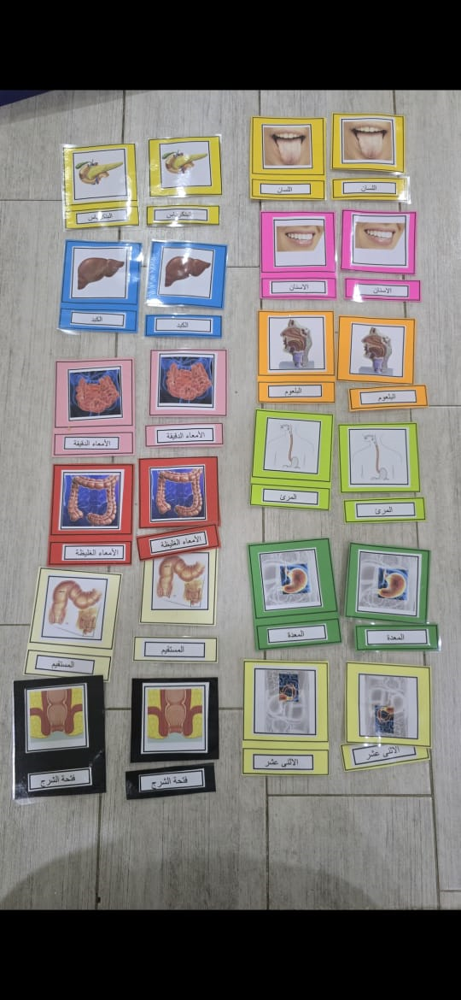 اللسان
اللسان
الاسنان
الاسنان
البلعوم
البلعوم
المرئ
المرئ
المعدة
المعدة
الاثنى عشر
الاثنى عشر
البنكرياس
البنكرياس
الكبد
الكبد
الأمعاء الدقيقة
الأمعاء الدقيقة
الأمعاء الغليظة
الأمعاء الغليظة
المستقيم
المستقيم
فتحة الشرج
فتحة الشرج